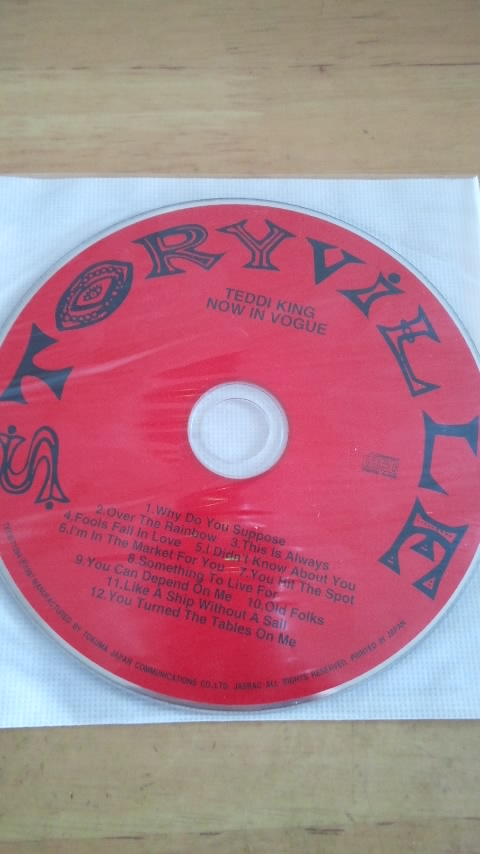 STORYVILLE
TEDDI KING
NOW IN VOGUE
1.Why Do You Suppose
2.Over The Rainbow 3.This Is Always
4.Fools Fall In Love 5.I Didn't Know About You
6.I'm In The Market For You 7.You Hit The Spot
8.Something To Live For
9.You Can Depend On Me 10.Old Folks
11.Like A Ship Without A Sail
12.You Turned The Tables On Me
MANUFACTURED BY TOKUMA JAPAN COMMUNICATIONS CO.,LTD. JASRAC ALL RIGHTS RESERVED. PRINTED IN JAPAN